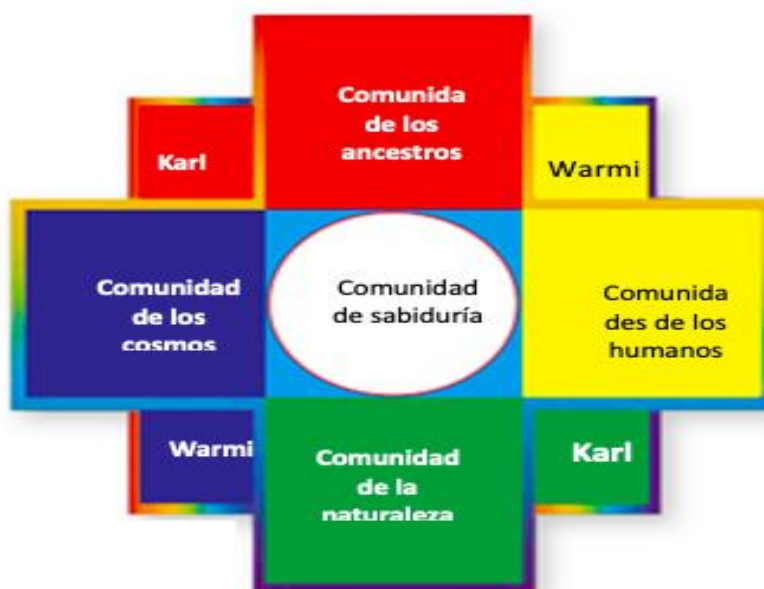 Comunida
de los
ancestros
Karl
Warmi
Comunidad
de los
cosmos
Comunidad
de sabiduría
Comunida
des de los
humanos
Warmi
Comunidad
de la
naturaleza
Karl